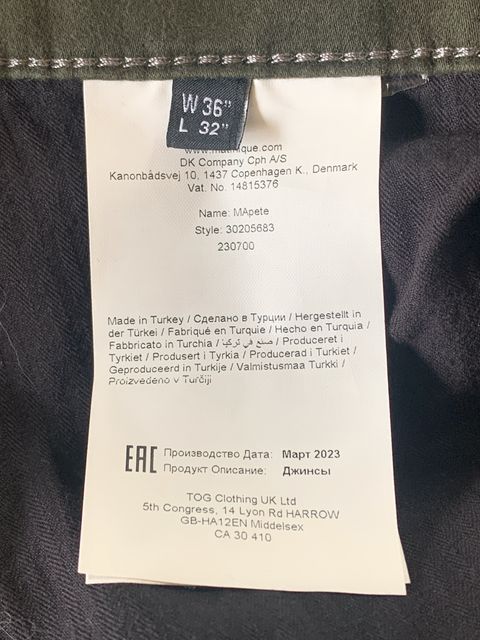 W 36"
L 32"
www.matinique.com
DK Company Cph A/S
Kanonbådsvej 10, 1437 Copenhagen K., Denmark
Vat. No. 14815376
Name: MApete
Style: 30205683
230700
Made in Turkey / Сделано в Турции / Hergestellt in
der Türkei / Fabriqué en Turquie / Hecho en Turquia /
Fabbricato in Turchia / صنع في تركيا / Produceret i
Tyrkiet / Produsert i Tyrkia / Producerad i Turkiet /
Geproduceerd in Turkije / Valmistusmaa Turkki /
Proizvedeno v Turčiji
EAC Производство Дата: Март 2023
Продукт Описание: Джинсы
TOG Clothing UK Ltd
5th Congress, 14 Lyon Rd HARROW
GB-HA12EN Middelsex
CA 30 410